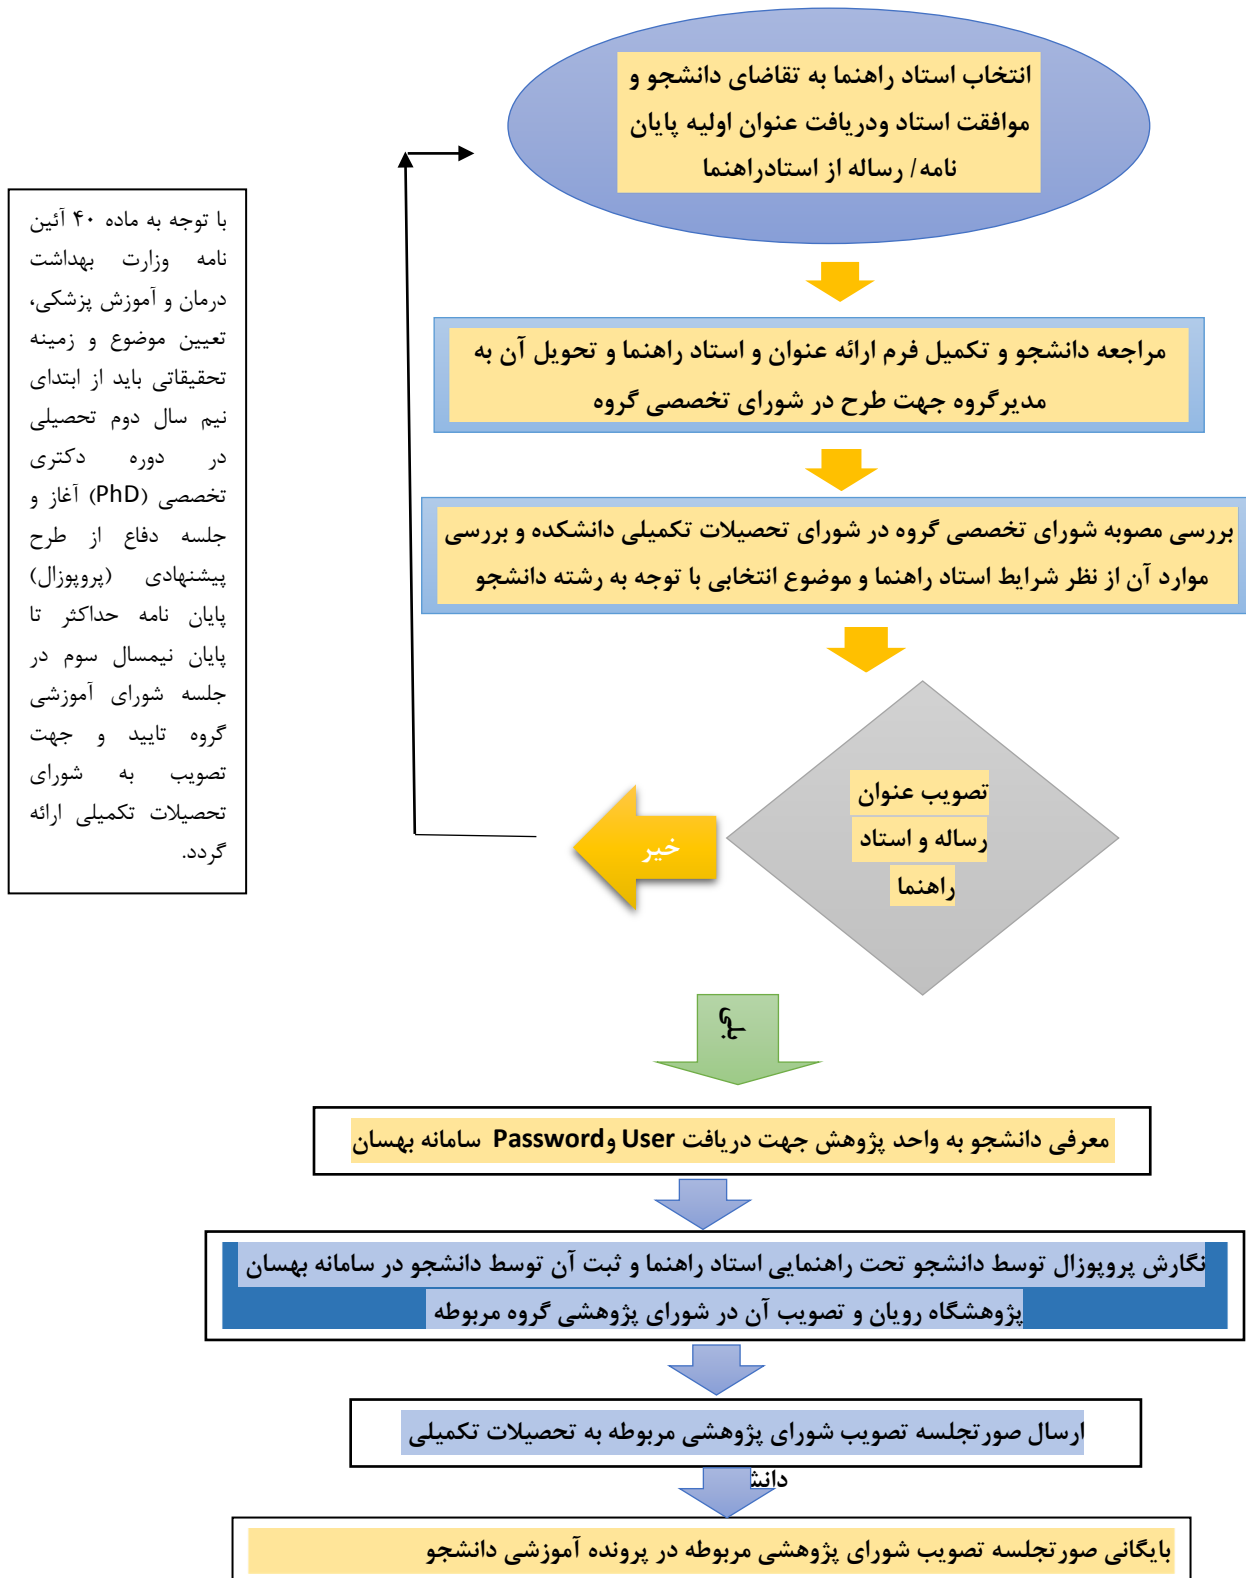 انتخاب استاد راهنما به تقاضای دانشجو و
موافقت استاد ودریافت عنوان اولیه پایان
نامه/ رساله از استادراهنما
با توجه به ماده ۴۰ آئین
نامه وزارت بهداشت
درمان و آموزش پزشکی،
تعیین موضوع و زمینه
تحقیقاتی باید از ابتدای
نیم سال دوم تحصیلی
در دوره دکتری
تخصصی (PhD) آغاز و
جلسه دفاع از طرح
پیشنهادی (پروپوزال)
پایان نامه حداکثر تا
پایان نیمسال سوم در
جلسه شورای آموزشی
گروه تایید و جهت
تصویب به شورای
تحصیلات تکمیلی ارائه
گردد.
مراجعه دانشجو و تکمیل فرم ارائه عنوان و استاد راهنما و تحویل آن به
مدیرگروه جهت طرح در شورای تخصصی گروه
بررسی مصوبه شورای تخصصی گروه در شورای تحصیلات تکمیلی دانشکده و بررسی
موارد آن از نظر شرایط استاد راهنما و موضوع انتخابی با توجه به رشته دانشجو
تصویب عنوان
رساله و استاد
راهنما
خیر
بلی
معرفی دانشجو به واحد پژوهش جهت دریافت User وPassword سامانه بهسان
نگارش پروپوزال توسط دانشجو تحت راهنمایی استاد راهنما و ثبت آن توسط دانشجو در سامانه بهسان
پژوهشگاه رویان و تصویب آن در شورای پژوهشی گروه مربوطه
ارسال صورتجلسه تصویب شورای پژوهشی مربوطه به تحصیلات تکمیلی
بایگانی صورتجلسه تصویب شورای پژوهشی مربوطه در پرونده آموزشی دانشجو